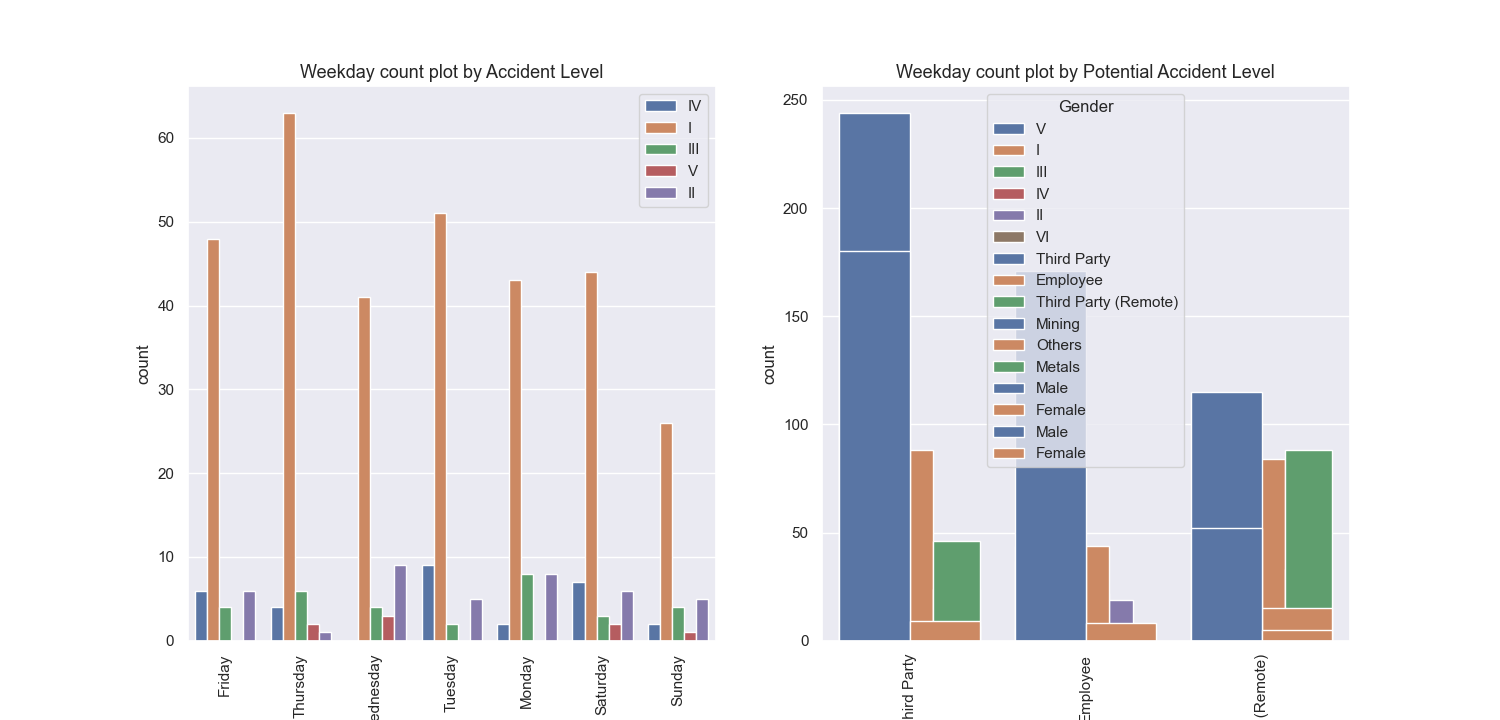 Weekday count plot by Accident Level
IV
I
III
V
II
count
60
50
40
30
20
10
0
Friday
Thursday
ednesday
Tuesday
Monday
Saturday
Sunday
Weekday count plot by Potential Accident Level
Gender
V
I
III
IV
II
VI
Third Party
Employee
Third Party (Remote)
Mining
Others
Metals
Male
Female
Male
Female
count
250
200
150
100
50
0
hird Party
Employee
(Remote)